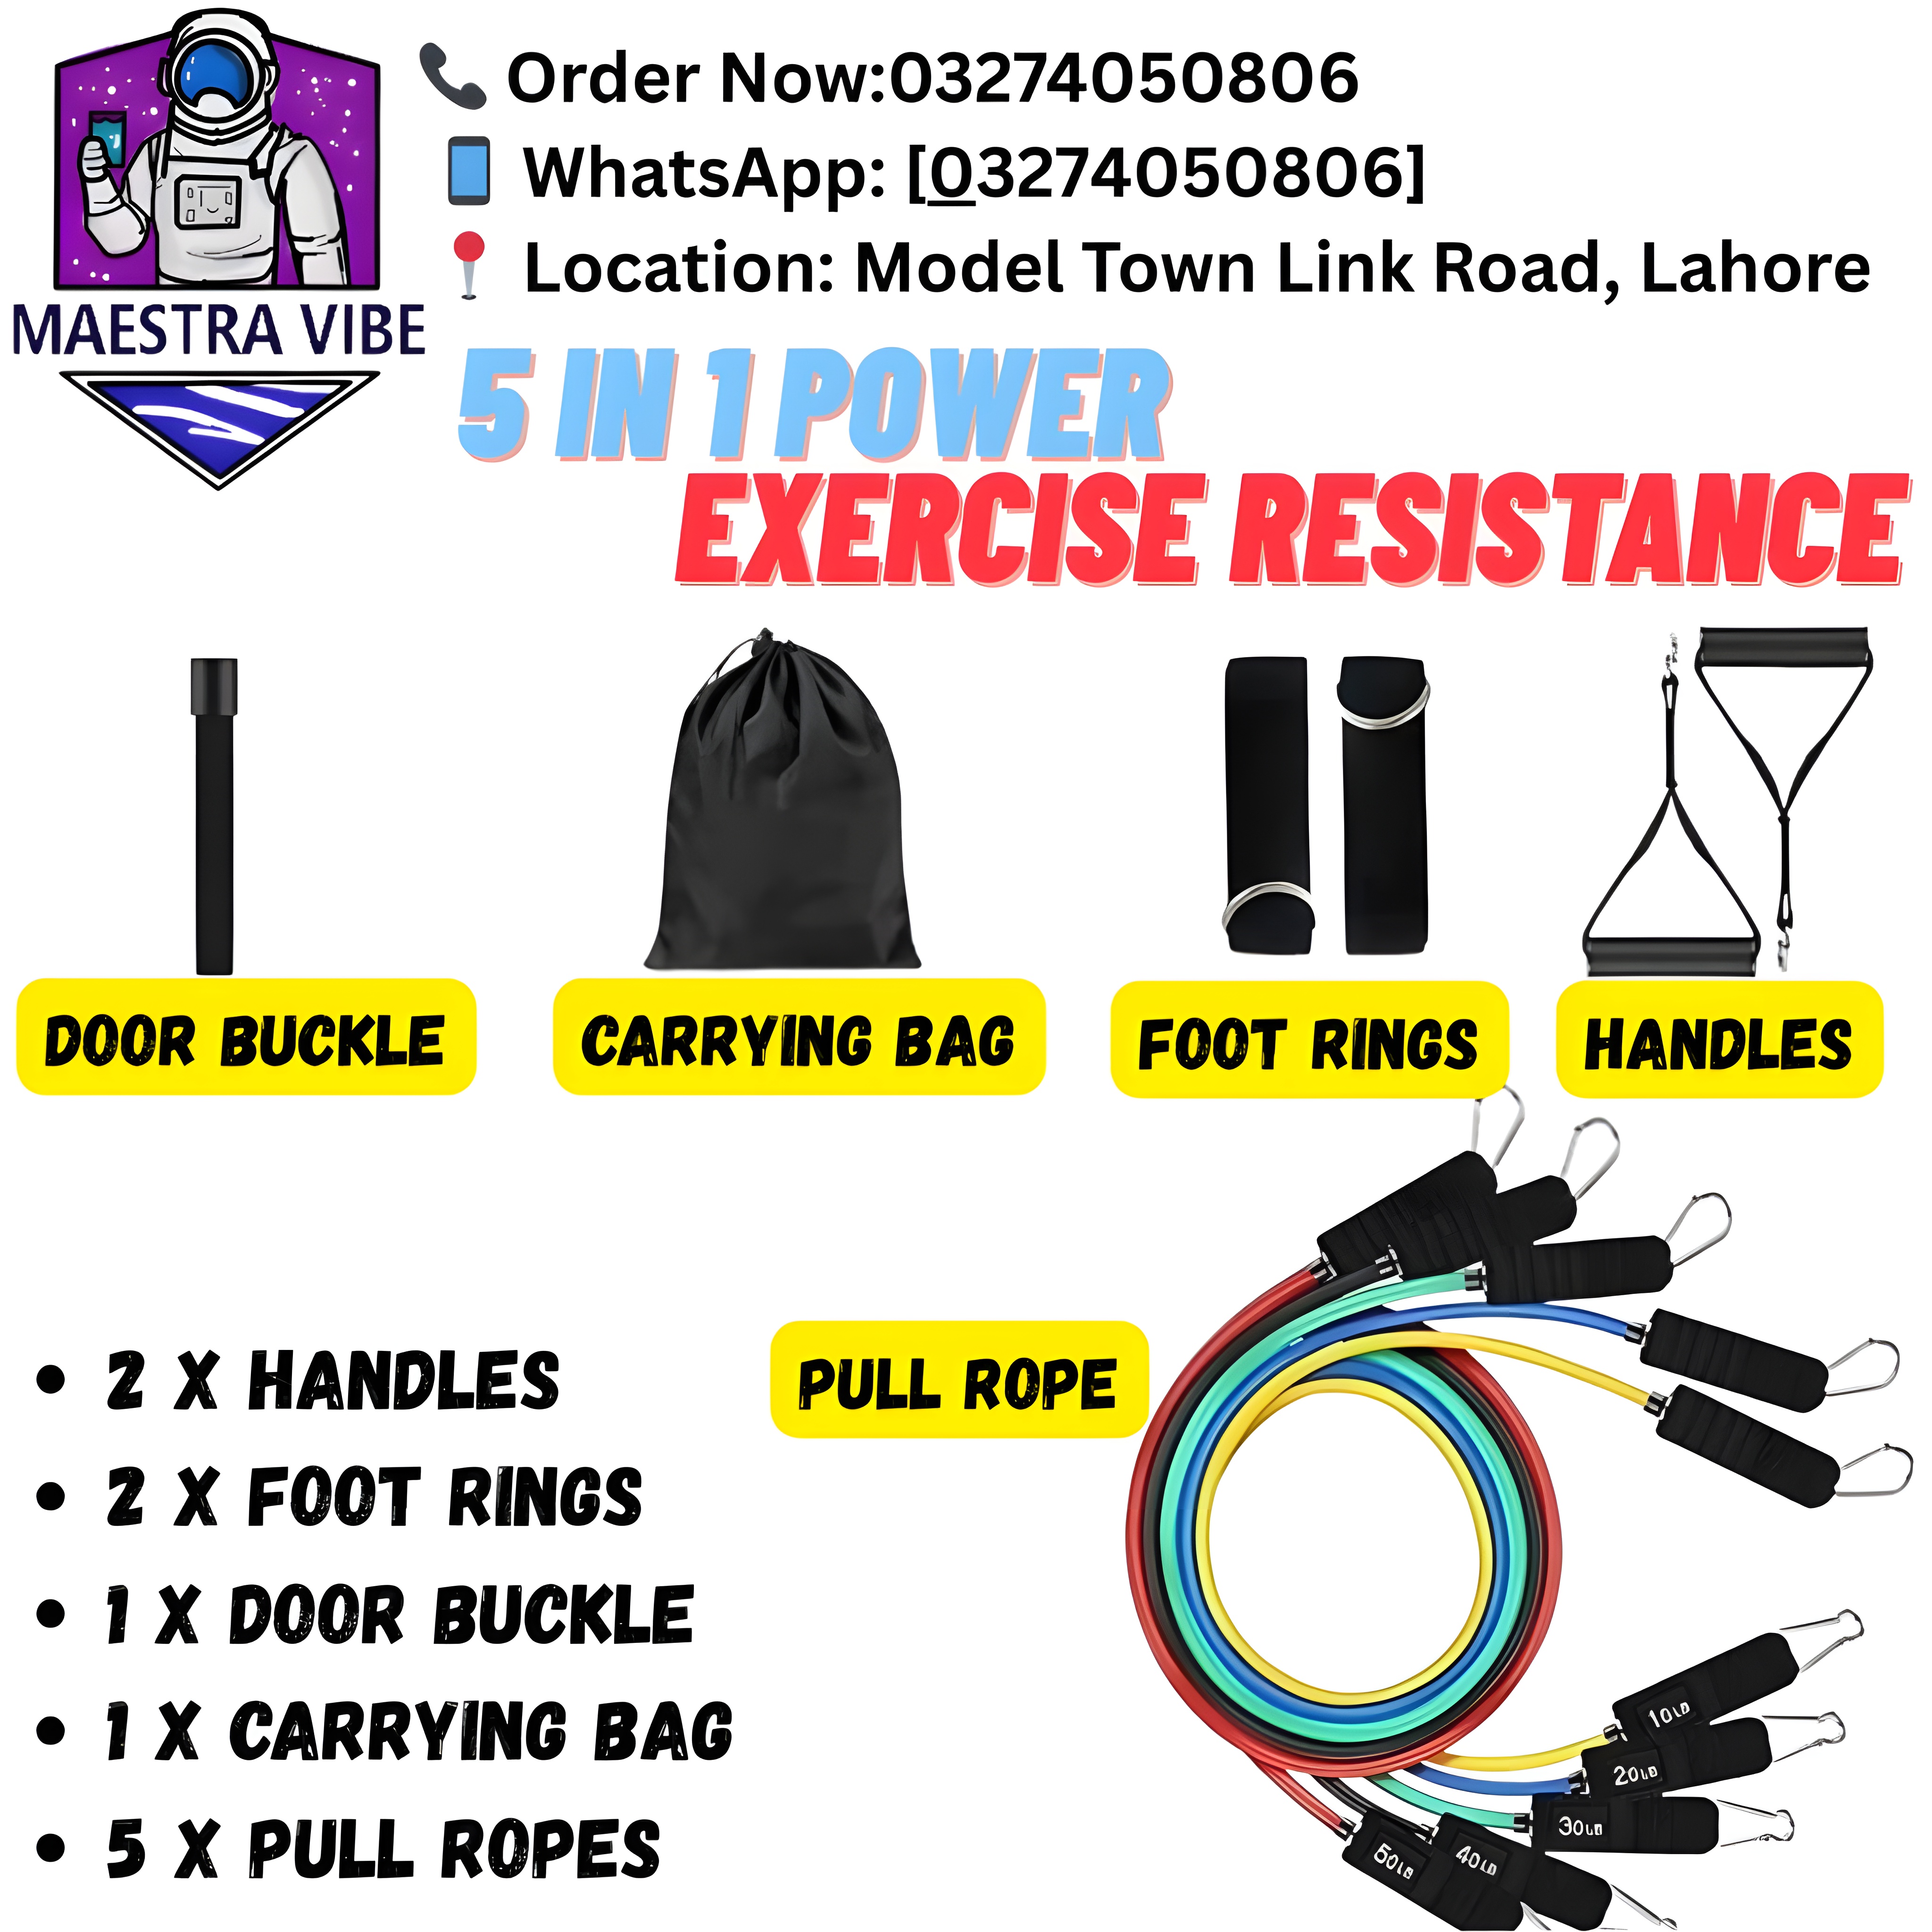 Order Now:03274050806
WhatsApp: [03274050806]
Location: Model Town Link Road, Lahore
MAESTRA VIBE
5 IN 1 POWER
EXERCISE RESISTANCE
DOOR BUCKLE
CARRYING BAG
FOOT RINGS
HANDLES
PULL ROPE
• 2 X HANDLES
• 2 X FOOT RINGS
• 1 X DOOR BUCKLE
• 1 X CARRYING BAG
• 5 X PULL ROPES
10LB
20LB
30LB
40LB
50LB